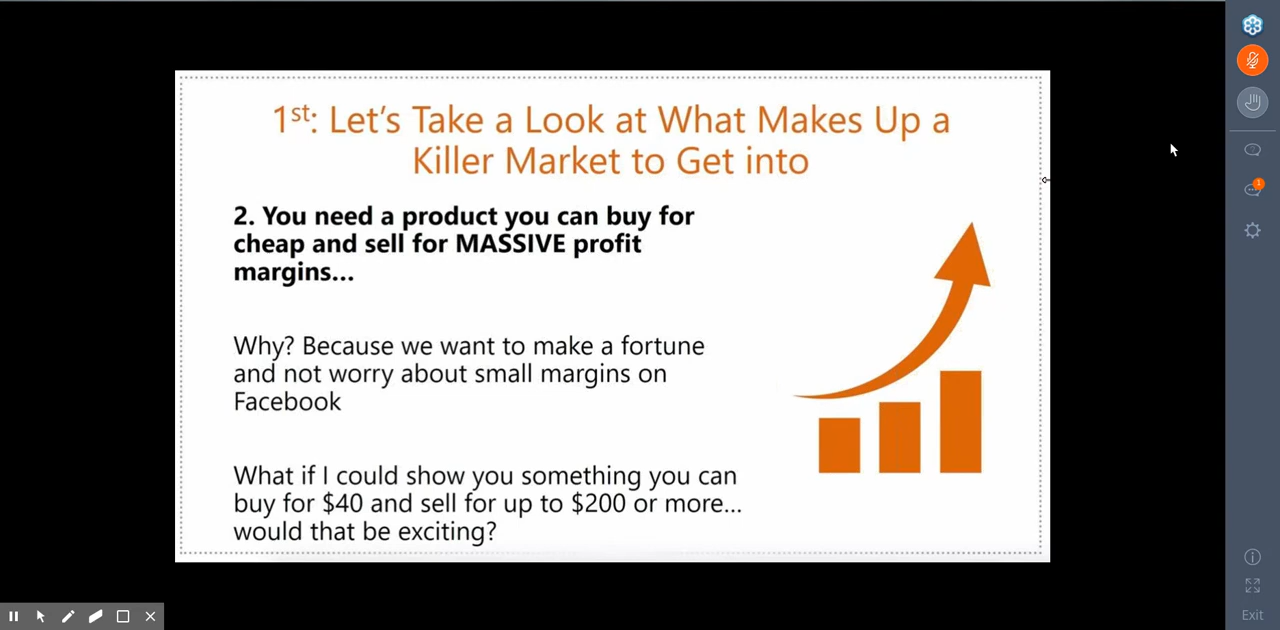 1st: Let's Take a Look at What Makes Up a
Killer Market to Get into
2. You need a product you can buy for
cheap and sell for MASSIVE profit
margins...
Why? Because we want to make a fortune
and not worry about small margins on
Facebook
What if I could show you something you can
buy for $40 and sell for up to $200 or more...
would that be exciting?
1
Exit